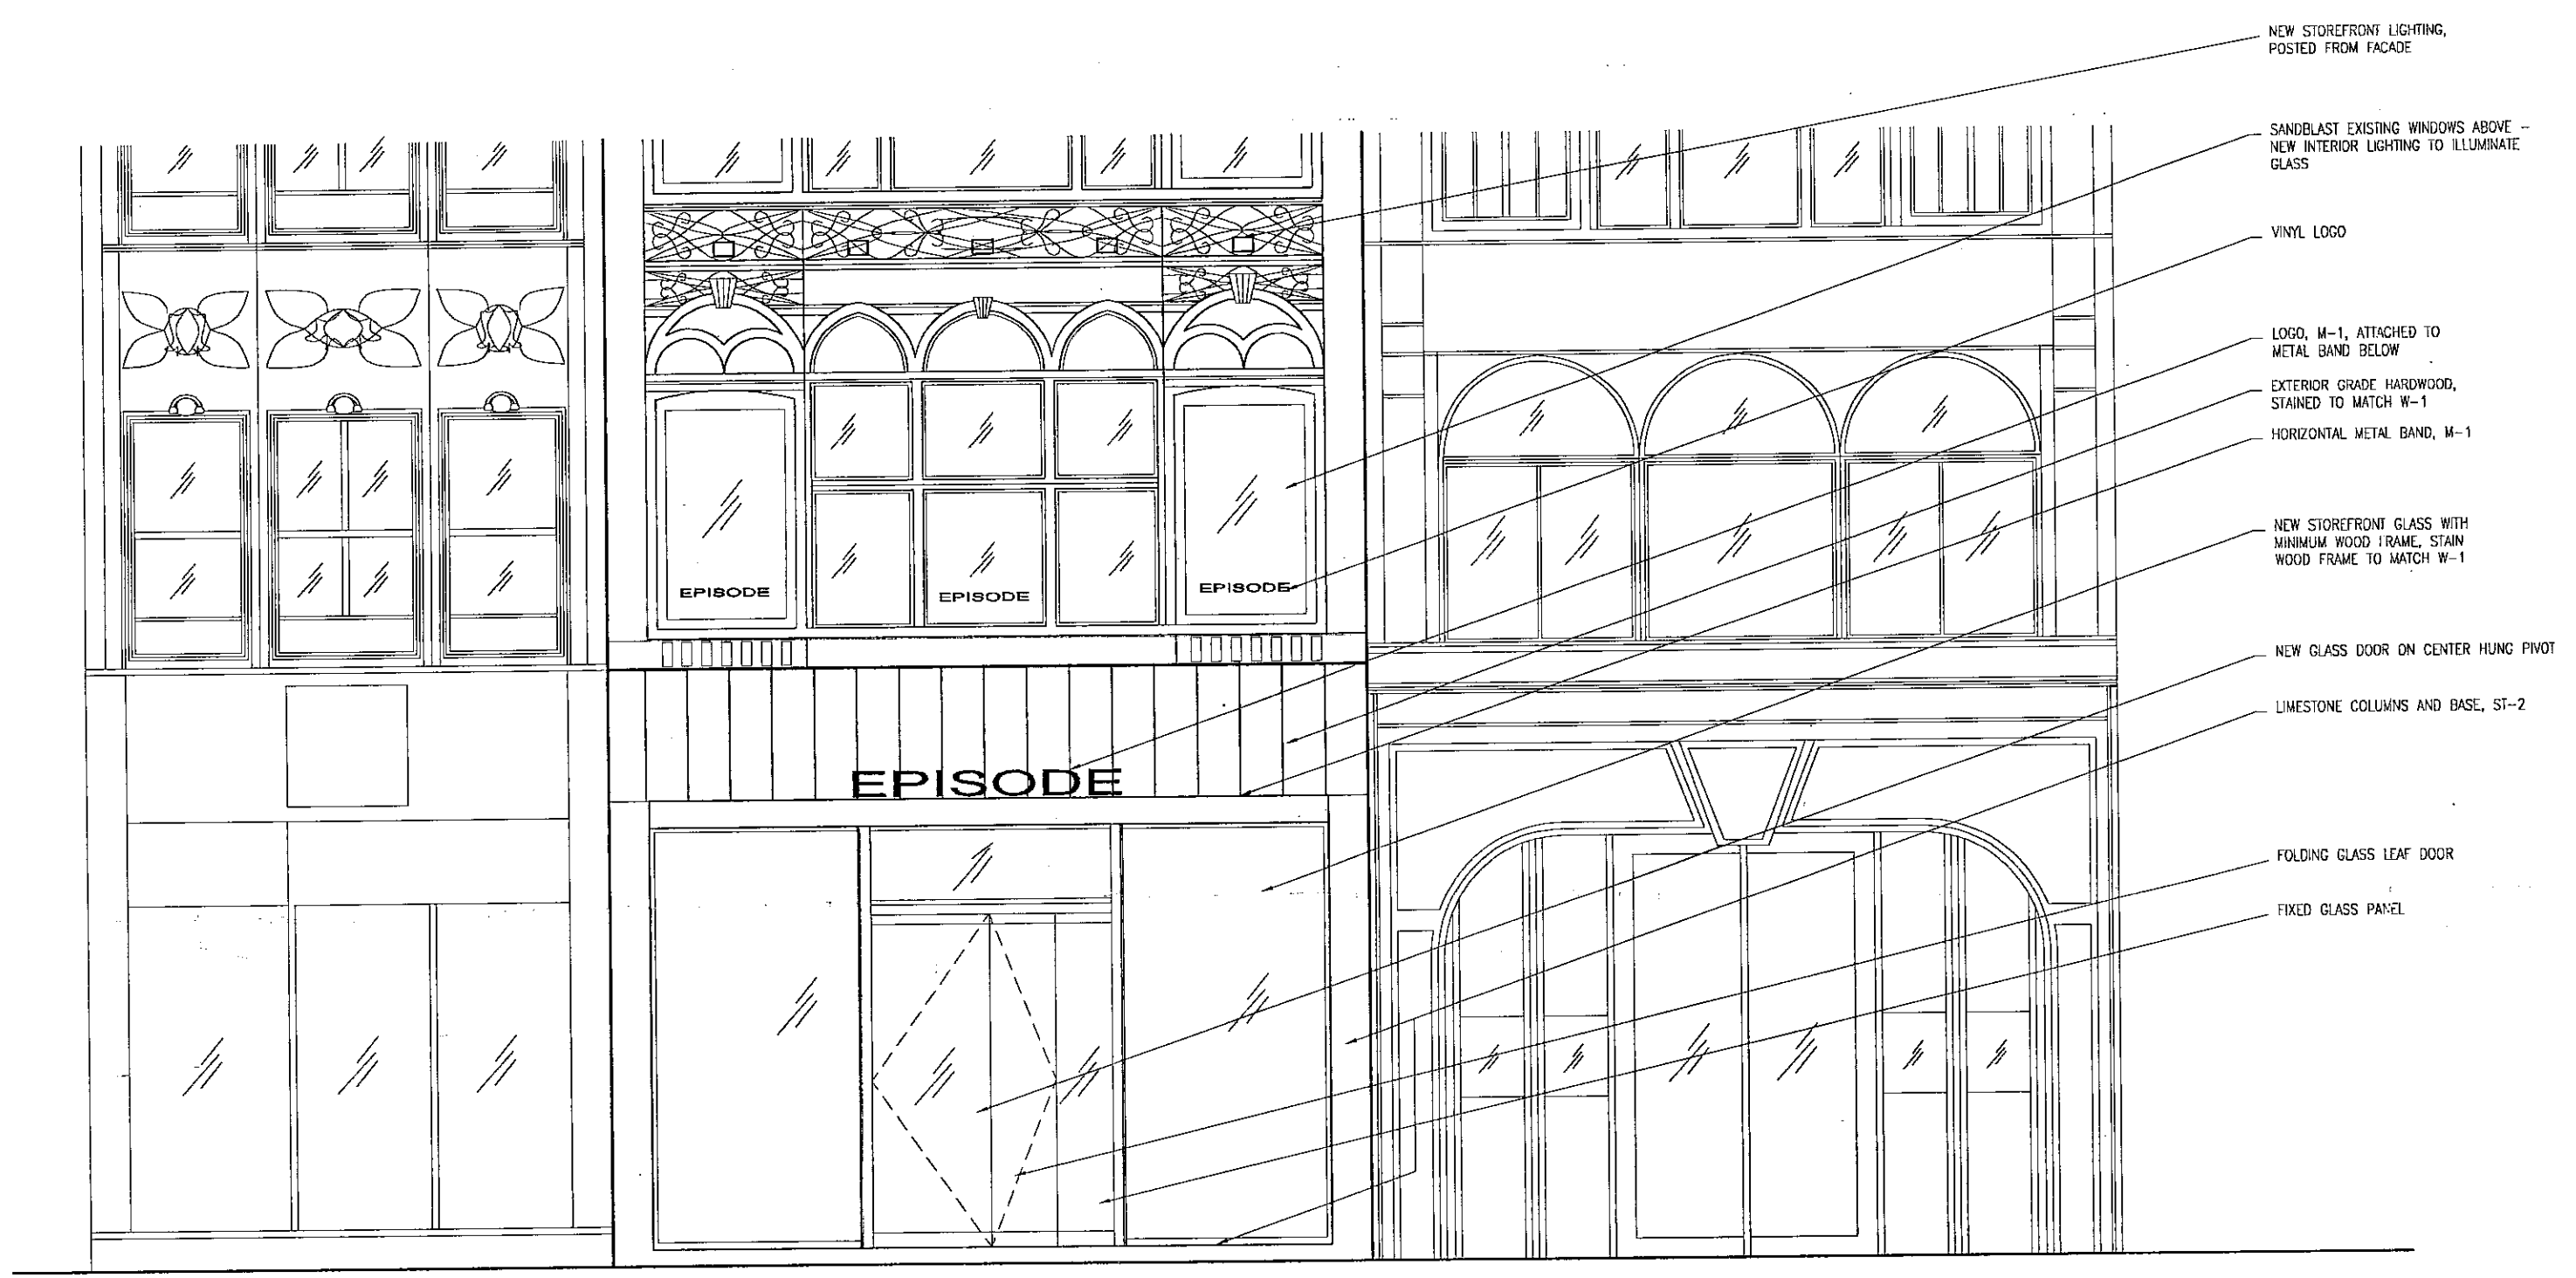 NEW STOREFRONT LIGHTING,
POSTED FROM FACADE
SANDBLAST EXISTING WINDOWS ABOVE -
NEW INTERIOR LIGHTING TO ILLUMINATE
GLASS
VINYL LOGO
LOGO, M-1, ATTACHED TO
METAL BAND BELOW
EXTERIOR GRADE HARDWOOD,
STAINED TO MATCH W-1
HORIZONTAL METAL BAND, M-1
NEW STOREFRONT GLASS WITH
MINIMUM WOOD FRAME, STAIN
WOOD FRAME TO MATCH W-1
EPISODE
EPISODE
EPISODE
NEW GLASS DOOR ON CENTER HUNG PIVOT
LIMESTONE COLUMNS AND BASE, ST-2
EPISODE
FOLDING GLASS LEAF DOOR
FIXED GLASS PANEL